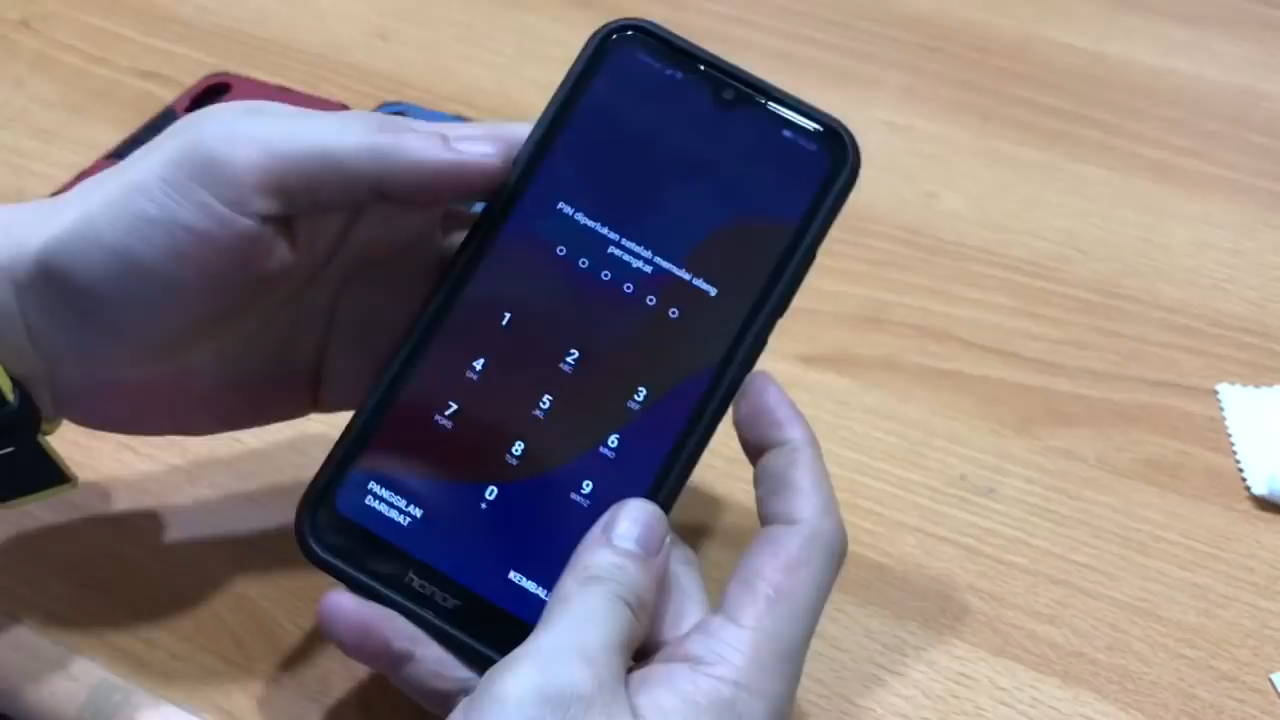 PIN diperlukan setelah memulai ulang
perangkat
1
2
ABC
3
DEF
4
GHI
5
JKL
6
MNO
7
PQRS
8
TUV
9
WXYZ
0
+
PANGGILAN
DARURAT
KEMBALI
honor